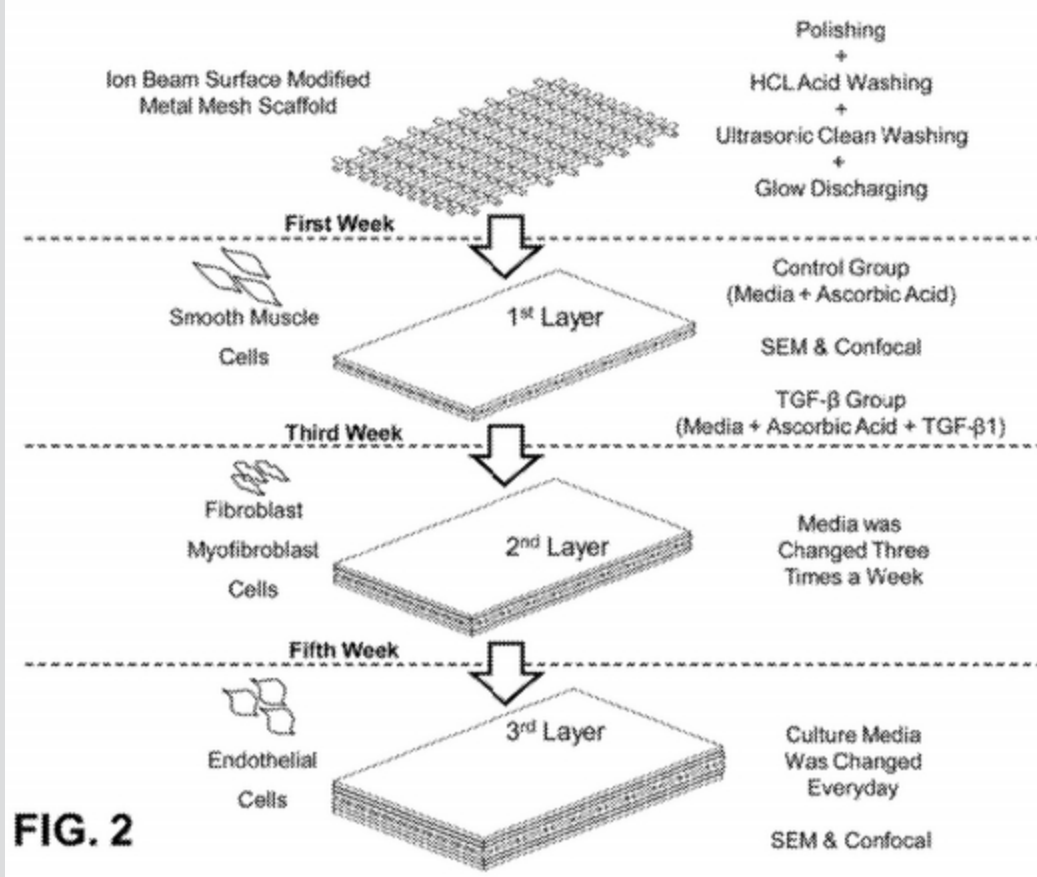 Ion Beam Surface Modified
Metal Mesh Scaffold
Polishing
+
HCL Acid Washing
+
Ultrasonic Clean Washing
+
Glow Discharging
First Week
Smooth Muscle
Cells
1st Layer
Control Group
(Media + Ascorbic Acid)
SEM & Confocal
TGF-β Group
(Media + Ascorbic Acid + TGF-β1)
Third Week
Fibroblast
Myofibroblast
Cells
2nd Layer
Media was
Changed Three
Times a Week
Fifth Week
Endothelial
Cells
3rd Layer
Culture Media
Was Changed
Everyday
SEM & Confocal
FIG. 2